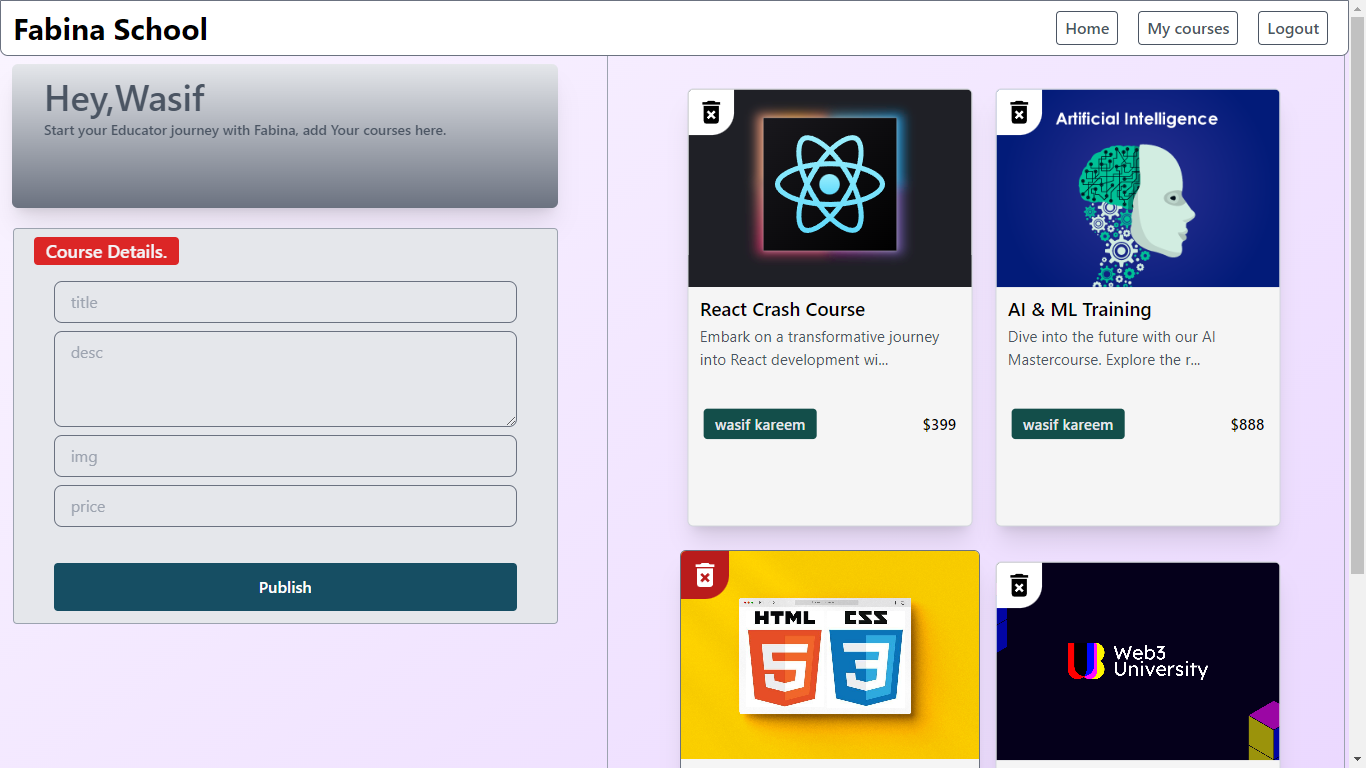 Fabina School
Home
My courses
Logout
Hey,Wasif
Start your Educator journey with Fabina, add Your courses here.
Course Details.
title
desc
img
price
Publish
React Crash Course
Embark on a transformative journey
into React development wi...
wasif kareem
$399
Artificial Intelligence
AI & ML Training
Dive into the future with our AI
Mastercourse. Explore the r...
wasif kareem
$888
HTML
CSS
5
3
Web3
University